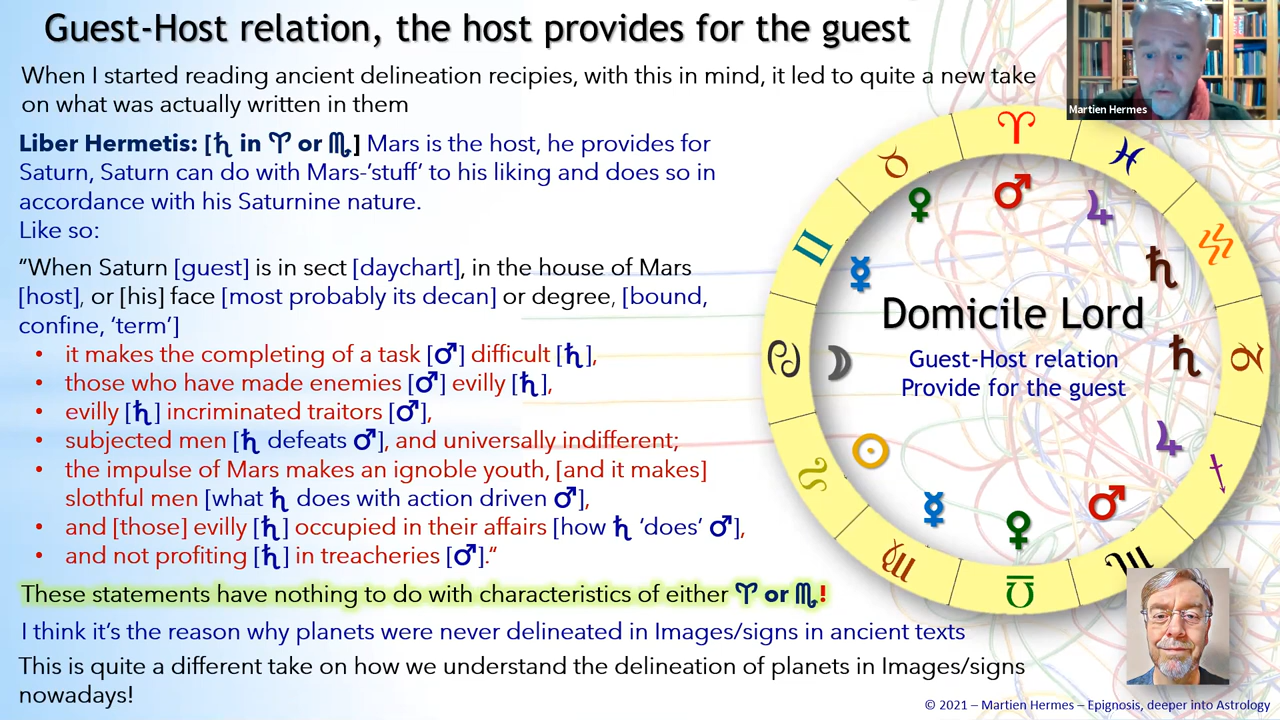 Guest-Host relation, the host provides for the guest
When I started reading ancient delineation recipies, with this in mind, it led to quite a new take
on what was actually written in them
Martien Hermes
Liber Hermetis: [♄ in ♈ or ♏] Mars is the host, he provides for
Saturn, Saturn can do with Mars-‘stuff’ to his liking and does so in
accordance with his Saturnine nature.
Like so:
“When Saturn [guest] is in sect [daychart], in the house of Mars
[host], or [his] face [most probably its decan] or degree, [bound,
confine, ‘term’]
• it makes the completing of a task [♂] difficult [♄],
• those who have made enemies [♂] evilly [♄],
• evilly [♄] incriminated traitors [♂],
• subjected men [♄ defeats ♂], and universally indifferent;
• the impulse of Mars makes an ignoble youth, [and it makes]
slothful men [what ♄ does with action driven ♂],
• and [those] evilly [♄] occupied in their affairs [how ♄ ‘does’ ♂],
• and not profiting [♄] in treacheries [♂].“
These statements have nothing to do with characteristics of either ♈ or ♏!
I think it’s the reason why planets were never delineated in Images/signs in ancient texts
This is quite a different take on how we understand the delineation of planets in Images/signs
nowadays!
♈
♉ ♓
♀ ♂ ♃
♊ ♒
☿ ♄
Domicile Lord
Guest-Host relation
Provide for the guest
♋ ☽ ♄ ♑
☉ ♃
♌ ♐
☿ ♀ ♂
♍ ♏
♎
© 2021 – Martien Hermes – Epignosis, deeper into Astrology